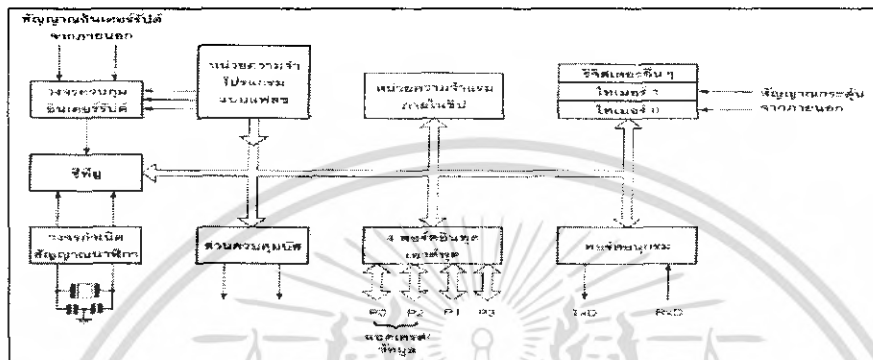 สัญญาณอินเตอร์รัปต์
จากภายนอก
วงจรควบคุม
อินเตอร์รัปต์
หน่วยความจำ
โปรแกรม
แบบแฟลช
หน่วยความจำแรม
ภายในชิป
รีจิสเตอร์อื่น ๆ
ไทเมอร์ 1
ไทเมอร์ 0
สัญญาณกระตุ้น
จากภายนอก
ซีพียู
วงจรกำเนิด
สัญญาณนาฬิกา
ส่วนควบคุมบัส
4 พอร์ตอินพุต
เอาต์พุต
พอร์ตอนุกรม
P0 P2 P1 P3
TxD RxD
แอดเดรส/
ข้อมูล